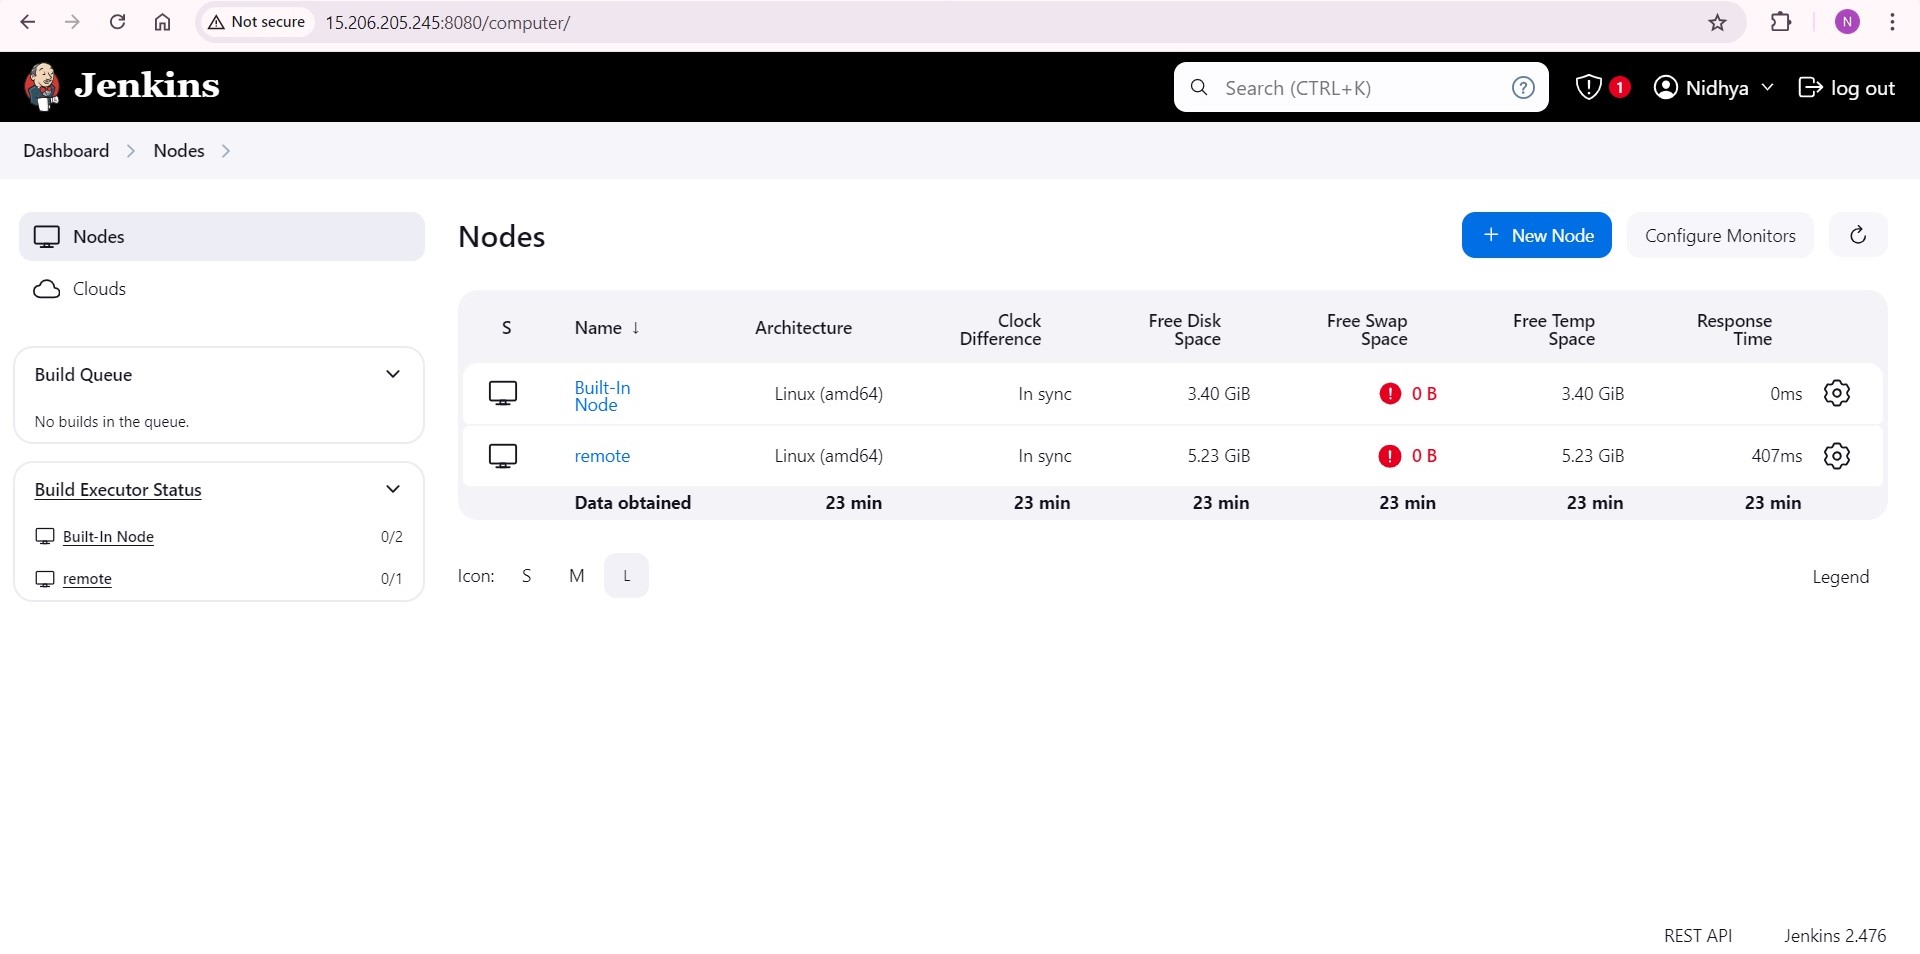 Not secure 15.206.205.245:8080/computer/ N
Jenkins Search (CTRL+K) ? 1 Nidhya log out
Dashboard Nodes
Nodes
Clouds
Build Queue
No builds in the queue.
Build Executor Status
Built-In Node 0/2
remote 0/1
Nodes
+ New Node Configure Monitors
S Name ↓ Architecture Clock Difference Free Disk Space Free Swap Space Free Temp Space Response Time
Built-In Node Linux (amd64) In sync 3.40 GiB ! 0 B 3.40 GiB 0ms
remote Linux (amd64) In sync 5.23 GiB ! 0 B 5.23 GiB 407ms
Data obtained 23 min 23 min 23 min 23 min 23 min 23 min
Icon: S M L Legend
REST API Jenkins 2.476